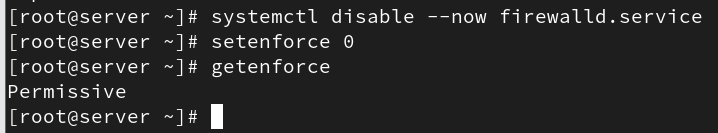 [root@server ~]# systemctl disable --now firewalld.service
[root@server ~]# setenforce 0
[root@server ~]# getenforce
Permissive
[root@server ~]#